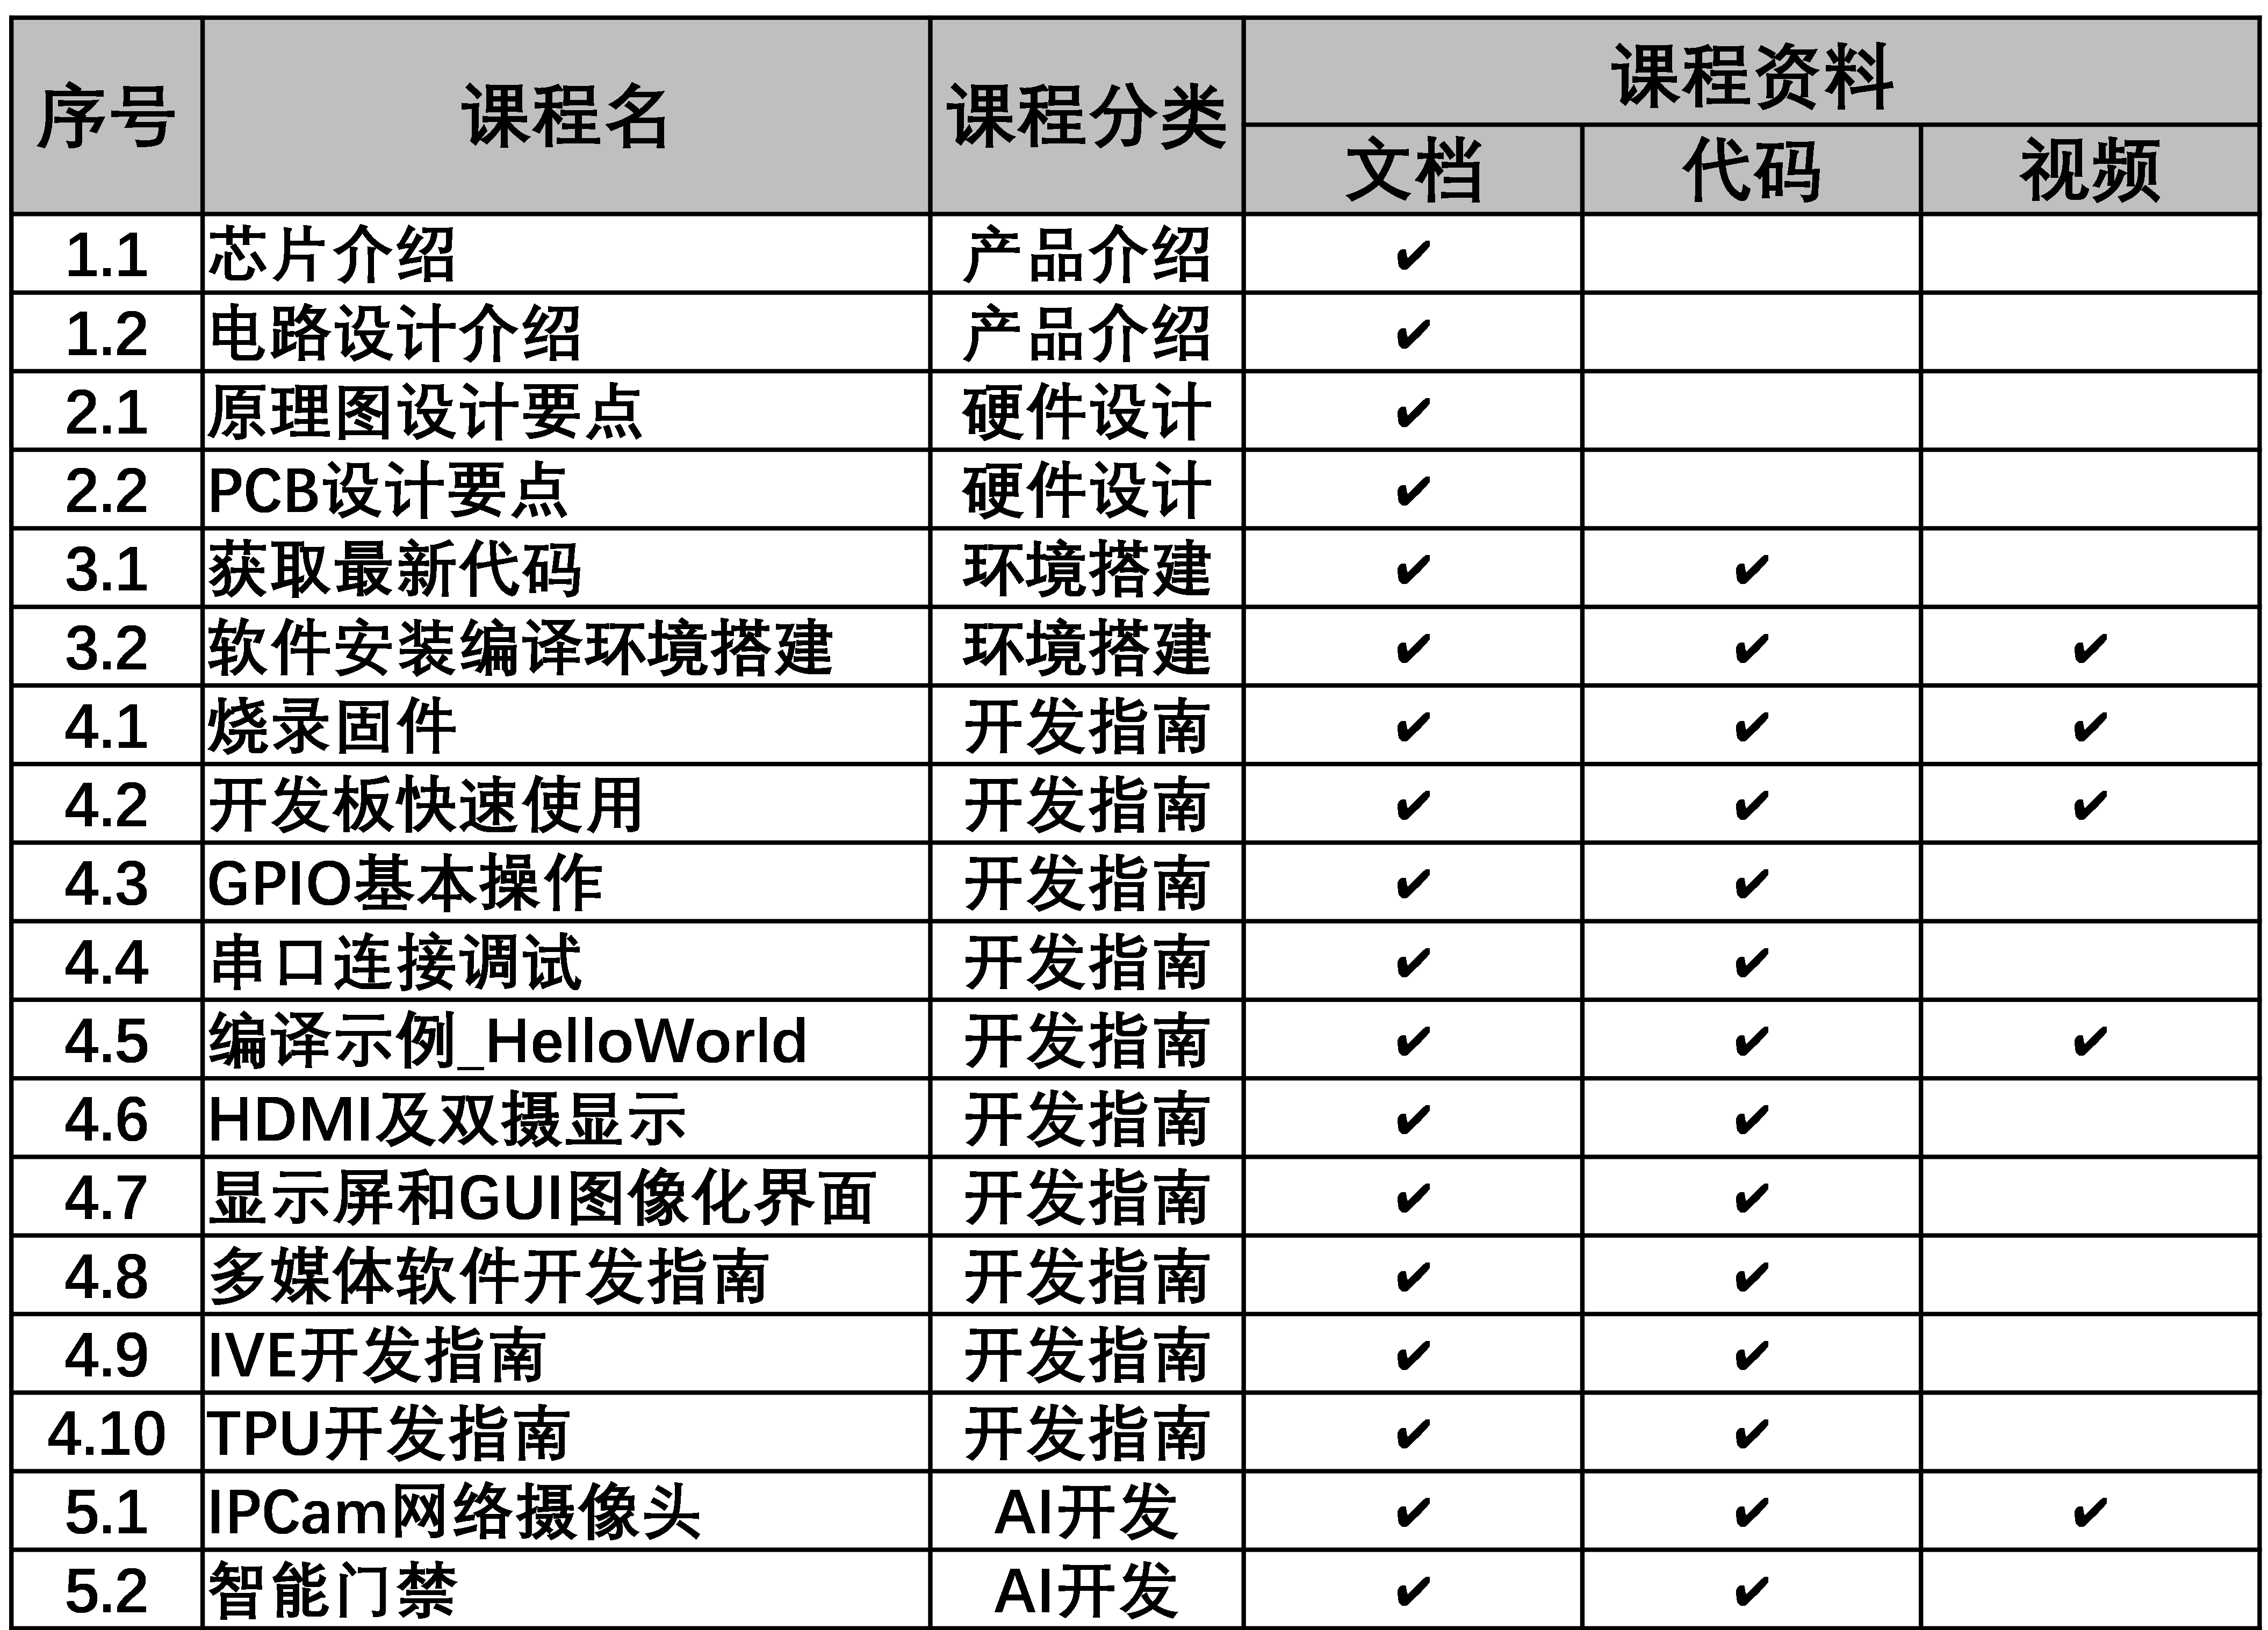 序号 课程名 课程分类 课程资料
文档 代码 视频
1.1 芯片介绍 产品介绍 ✔
1.2 电路设计介绍 产品介绍 ✔
2.1 原理图设计要点 硬件设计 ✔
2.2 PCB设计要点 硬件设计 ✔
3.1 获取最新代码 环境搭建 ✔ ✔
3.2 软件安装编译环境搭建 环境搭建 ✔ ✔ ✔
4.1 烧录固件 开发指南 ✔ ✔ ✔
4.2 开发板快速使用 开发指南 ✔ ✔ ✔
4.3 GPIO基本操作 开发指南 ✔ ✔
4.4 串口连接调试 开发指南 ✔ ✔
4.5 编译示例_HelloWorld 开发指南 ✔ ✔ ✔
4.6 HDMI及双摄显示 开发指南 ✔ ✔
4.7 显示屏和GUI图像化界面 开发指南 ✔ ✔
4.8 多媒体软件开发指南 开发指南 ✔ ✔
4.9 IVE开发指南 开发指南 ✔ ✔
4.10 TPU开发指南 开发指南 ✔ ✔
5.1 IPCam网络摄像头 AI开发 ✔ ✔ ✔
5.2 智能门禁 AI开发 ✔ ✔